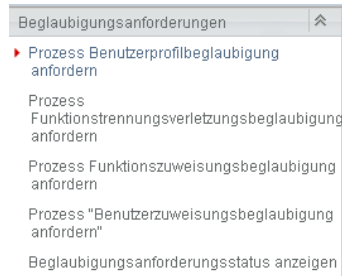 Beglaubigungsanforderungen
Prozess Benutzerprofilbeglaubigung
anfordern
Prozess
Funktionstrennungsverletzungsbeglaubigung
anfordern
Prozess Funktionszuweisungsbeglaubigung
anfordern
Prozess "Benutzerzuweisungsbeglaubigung
anfordern"
Beglaubigungsanforderungsstatus anzeigen